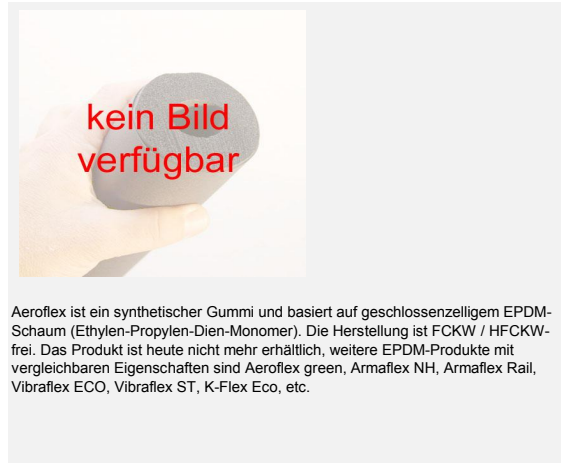 kein Bild
verfügbar
Aeroflex ist ein synthetischer Gummi und basiert auf geschlossenzelligem EPDM-
Schaum (Ethylen-Propylen-Dien-Monomer). Die Herstellung ist FCKW / HFCKW-
frei. Das Produkt ist heute nicht mehr erhältlich, weitere EPDM-Produkte mit
vergleichbaren Eigenschaften sind Aeroflex green, Armaflex NH, Armaflex Rail,
Vibraflex ECO, Vibraflex ST, K-Flex Eco, etc.